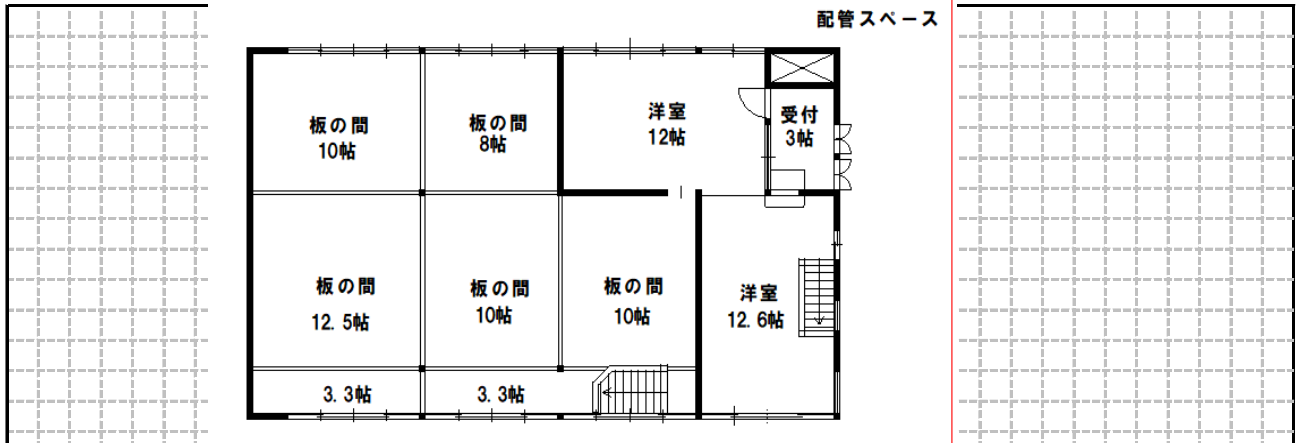 配管スペース
板の間
10帖
板の間
8帖
洋室
12帖
受付
3帖
板の間
12.5帖
板の間
10帖
板の間
10帖
洋室
12.6帖
3.3帖
3.3帖